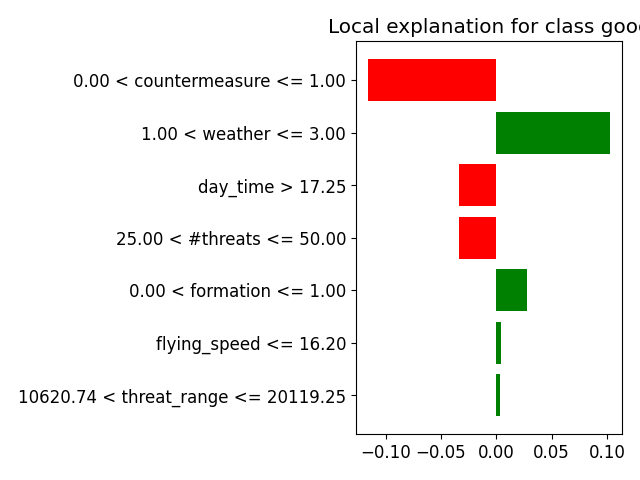 Local explanation for class goo
0.00 < countermeasure <= 1.00
1.00 < weather <= 3.00
day_time > 17.25
25.00 < #threats <= 50.00
0.00 < formation <= 1.00
flying_speed <= 16.20
10620.74 < threat_range <= 20119.25
−0.10 −0.05 0.00 0.05 0.10